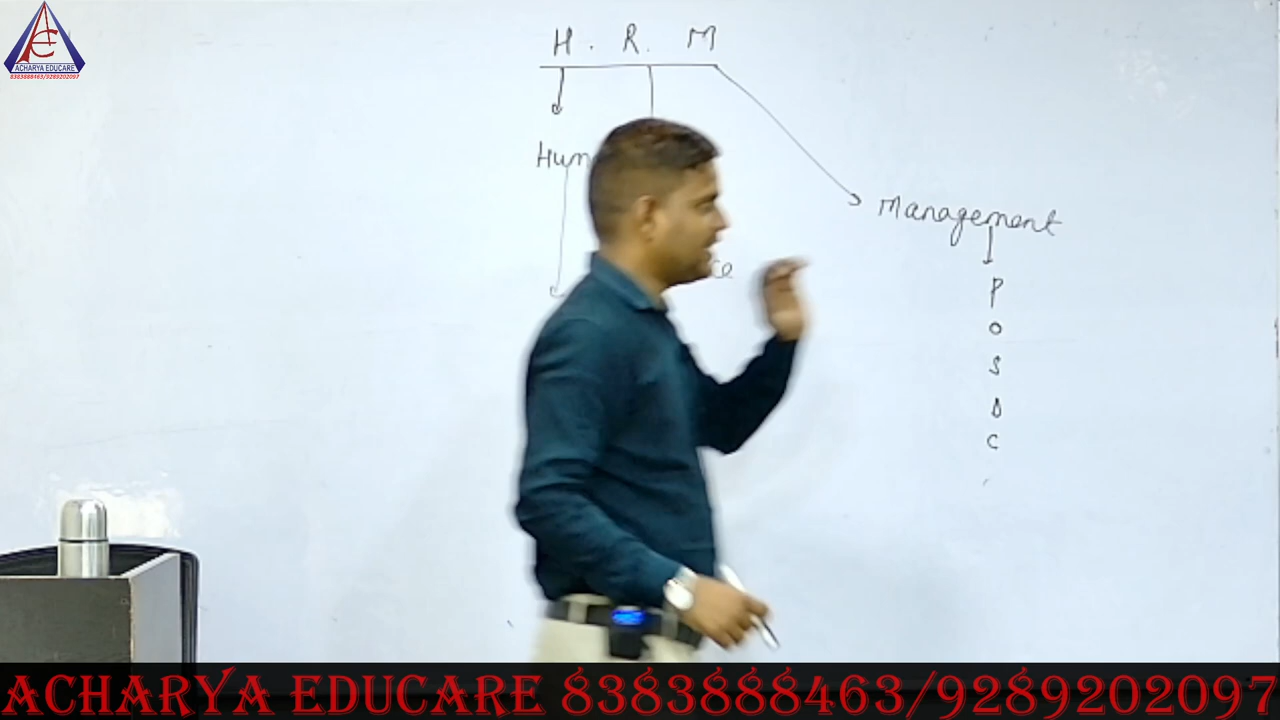 ACHARYA EDUCARE
8383888463/9289202097
H. R. M
Hum
Management
P
O
S
D
C
ACHARYA EDUCARE 8383888463/9289202097